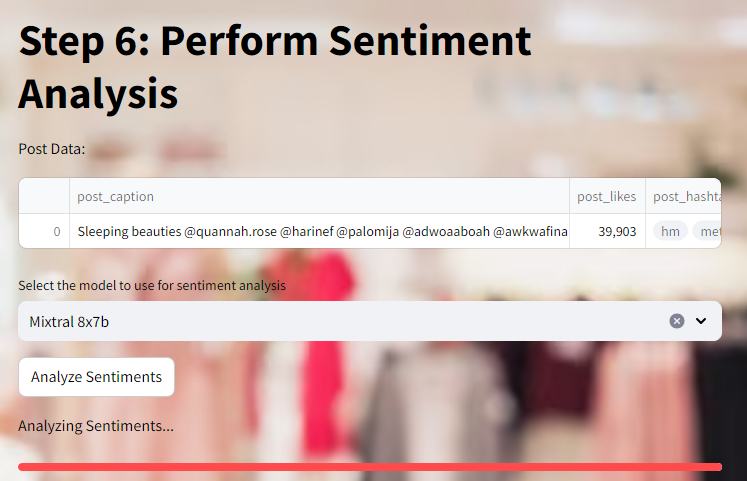 Step 6: Perform Sentiment
Analysis
Post Data:
post_caption post_likes post_hashta
0 Sleeping beauties @quannah.rose @harinef @palomija @adwoaaboah @awkwafina 39,903 hm met
Select the model to use for sentiment analysis
Mixtral 8x7b
Analyze Sentiments
Analyzing Sentiments...